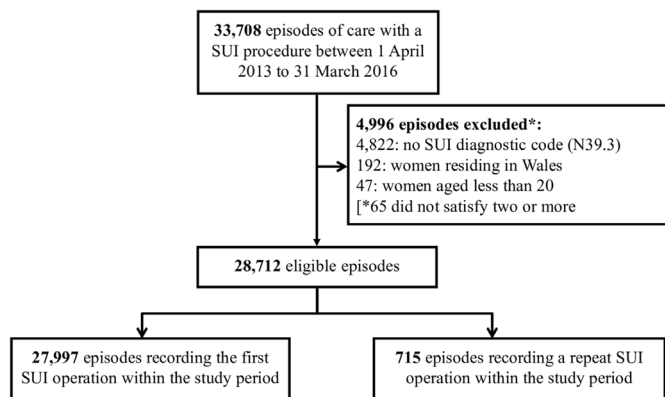 33,708 episodes of care with a
SUI procedure between 1 April
2013 to 31 March 2016
4,996 episodes excluded*:
4,822: no SUI diagnostic code (N39.3)
192: women residing in Wales
47: women aged less than 20
[*65 did not satisfy two or more
28,712 eligible episodes
27,997 episodes recording the first
SUI operation within the study period
715 episodes recording a repeat SUI
operation within the study period